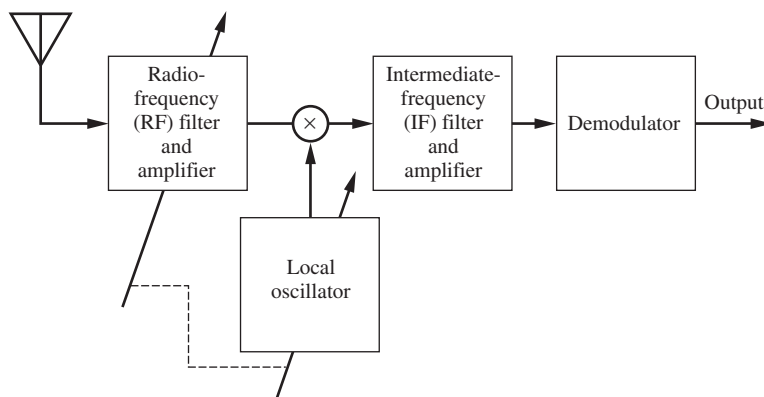 Radio-
frequency
(RF) filter
and
amplifier
×
Intermediate-
frequency
(IF) filter
and
amplifier
Demodulator
Output
Local
oscillator